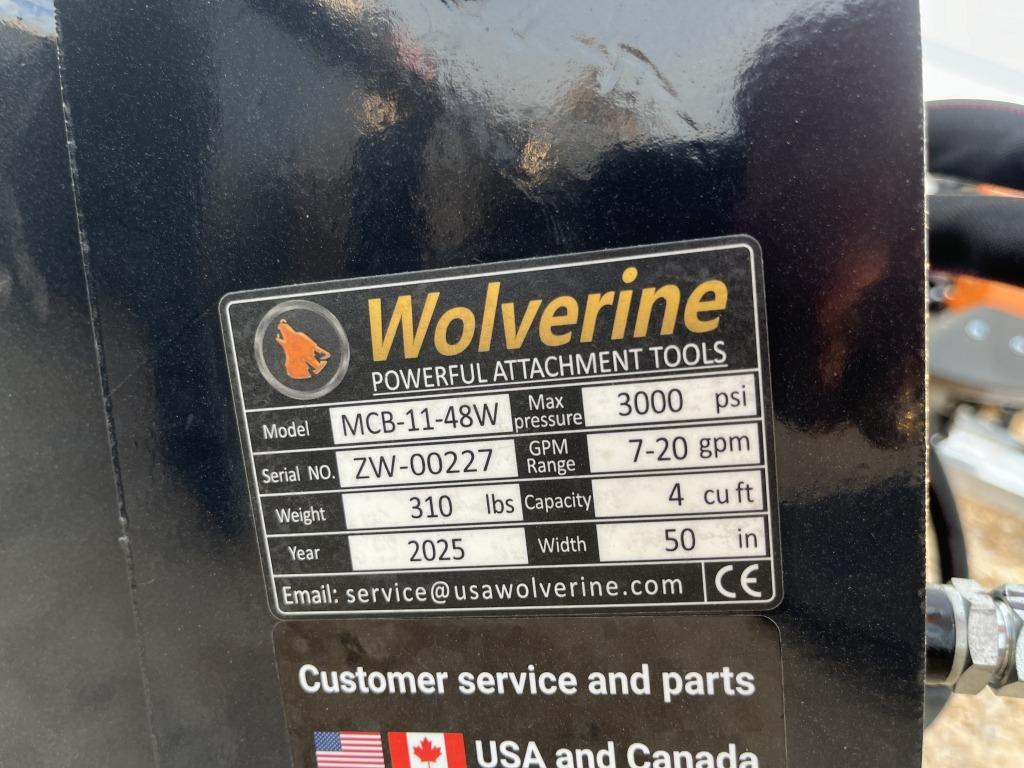 Wolverine
POWERFUL ATTACHMENT TOOLS
Model MCB-11-48W Max pressure 3000 psi
Serial NO. ZW-00227 GPM Range 7-20 gpm
Weight 310 lbs Capacity 4 cu ft
Year 2025 Width 50 in
Email: service@usawolverine.com CE
Customer service and parts
USA and Canada